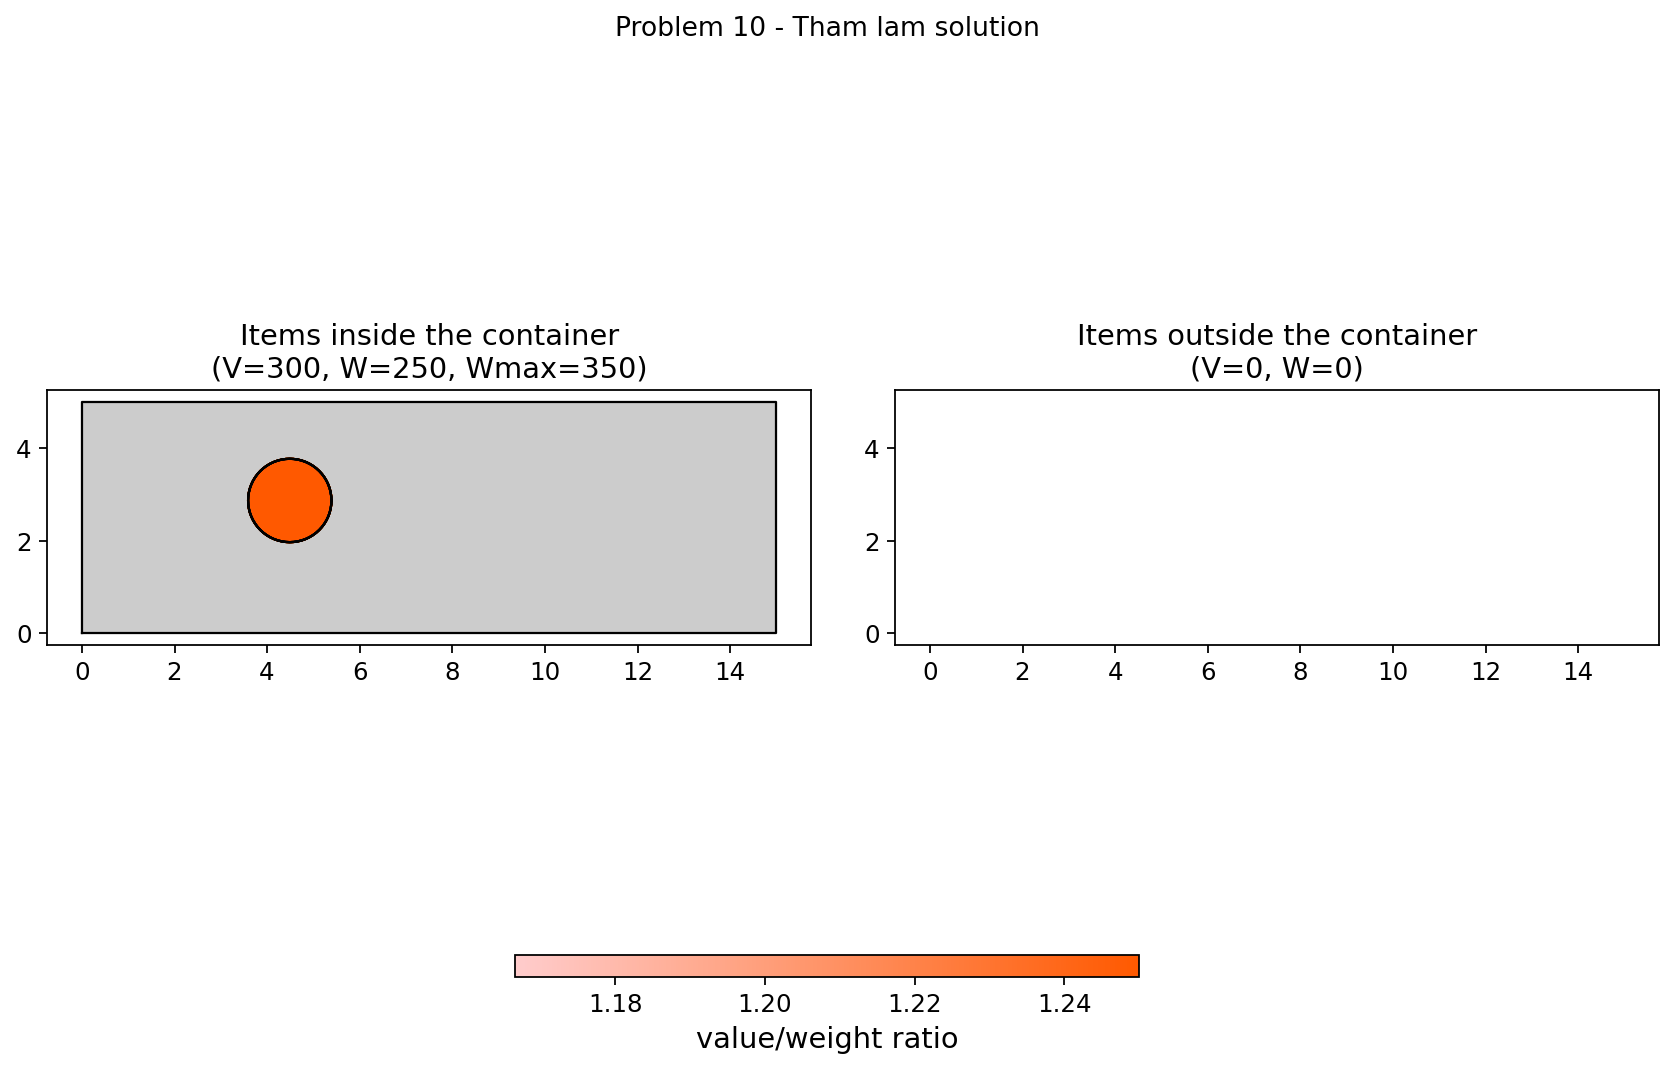 Problem 10 - Tham lam solution
Items inside the container
(V=300, W=250, Wmax=350)
4
2
0
0 2 4 6 8 10 12 14
Items outside the container
(V=0, W=0)
4
2
0
0 2 4 6 8 10 12 14
1.18 1.20 1.22 1.24
value/weight ratio